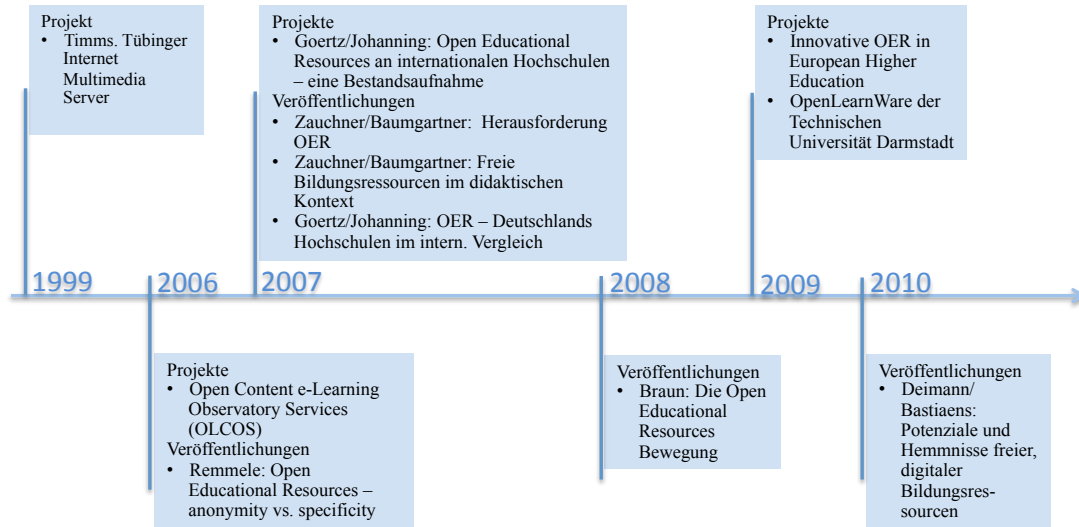 Projekt
• Timms. Tübinger
Internet
Multimedia
Server
Projekte
• Goertz/Johanning: Open Educational
Resources an internationalen Hochschulen
– eine Bestandsaufnahme
Veröffentlichungen
• Zauchner/Baumgartner: Herausforderung
OER
• Zauchner/Baumgartner: Freie
Bildungsressourcen im didaktischen
Kontext
• Goertz/Johanning: OER – Deutschlands
Hochschulen im intern. Vergleich
Projekte
• Innovative OER in
European Higher
Education
• OpenLearnWare der
Technischen
Universität Darmstadt
1999
2006
2007
2008
2009
2010
Projekte
• Open Content e-Learning
Observatory Services
(OLCOS)
Veröffentlichungen
• Remmele: Open
Educational Resources –
anonymity vs. specificity
Veröffentlichungen
• Braun: Die Open
Educational
Resources
Bewegung
Veröffentlichungen
• Deimann/
Bastiaens:
Potenziale und
Hemmnisse freier,
digitaler
Bildungsres-
sourcen